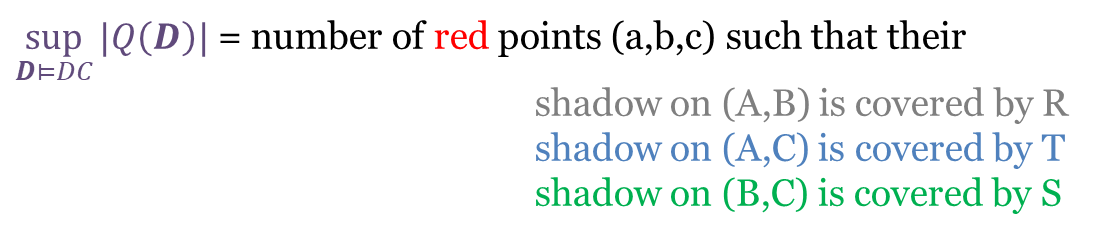 sup |Q(D)| = number of red points (a,b,c) such that their
D⊨DC
shadow on (A,B) is covered by R
shadow on (A,C) is covered by T
shadow on (B,C) is covered by S